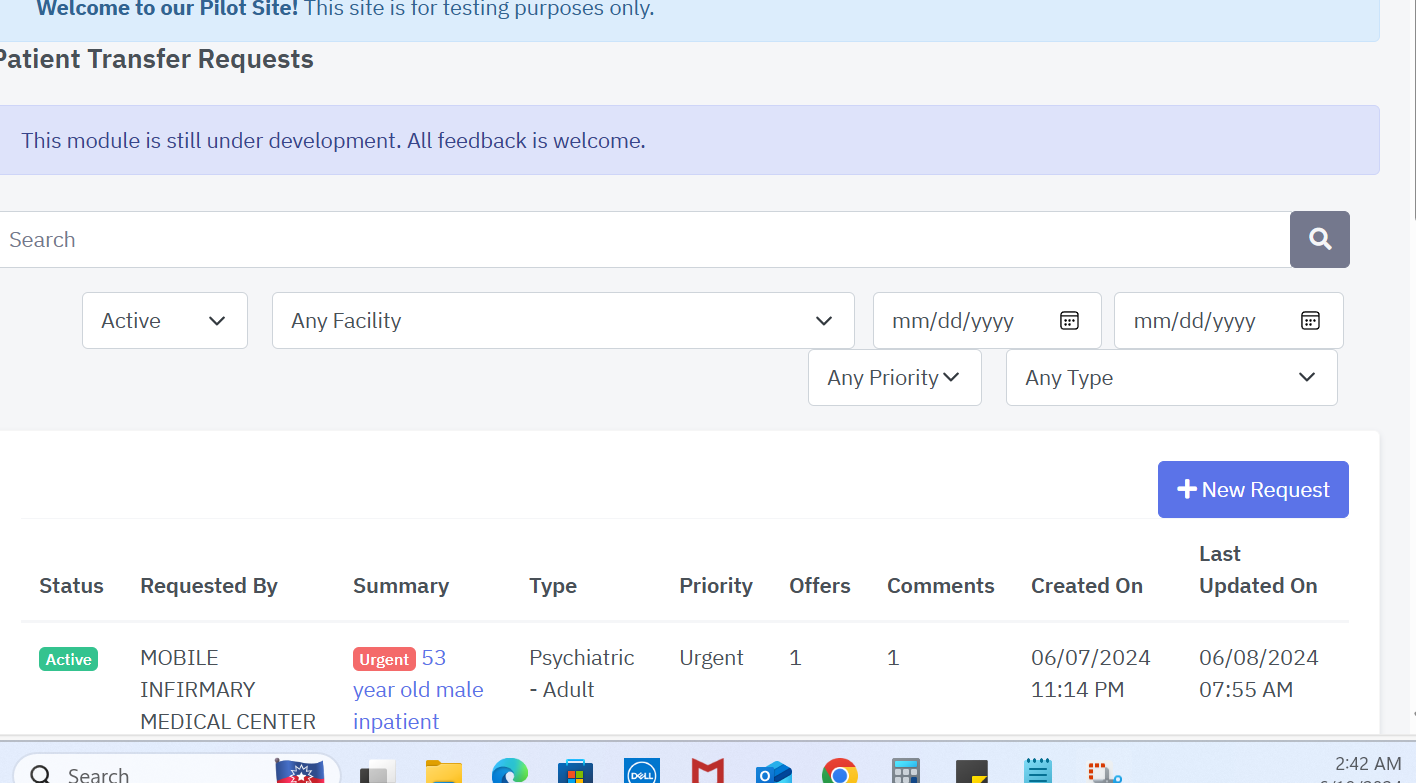 Welcome to our Pilot Site! This site is for testing purposes only.
Patient Transfer Requests
This module is still under development. All feedback is welcome.
Search
Active
Any Facility
mm/dd/yyyy
mm/dd/yyyy
Any Priority
Any Type
New Request
Status Requested By Summary Type Priority Offers Comments Created On Last Updated On
Active MOBILE Urgent 53 Psychiatric Urgent 1 1 06/07/2024 06/08/2024
INFIRMARY year old male - Adult 11:14 PM 07:55 AM
MEDICAL CENTER inpatient
Search
DELL
2:42 AM